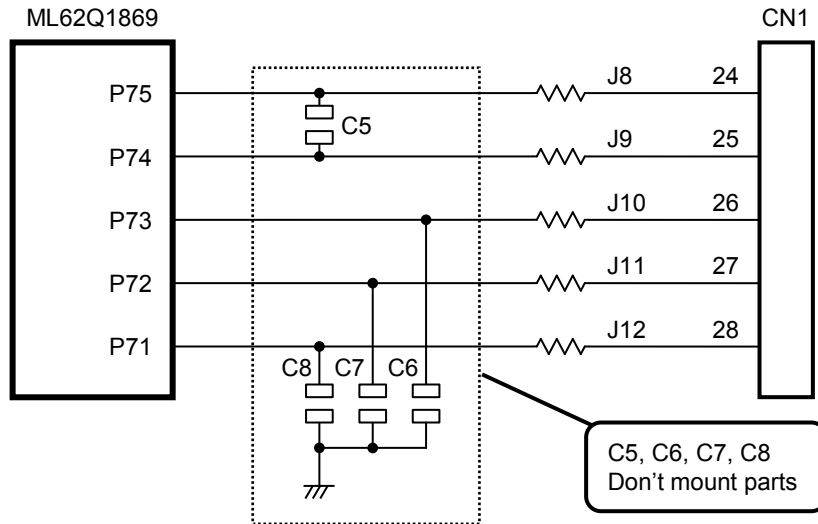 ML62Q1869
CN1
P75
J8
24
C5
P74
J9
25
P73
J10
26
P72
J11
27
P71
J12
28
C8
C7
C6
C5, C6, C7, C8
Don’t mount parts